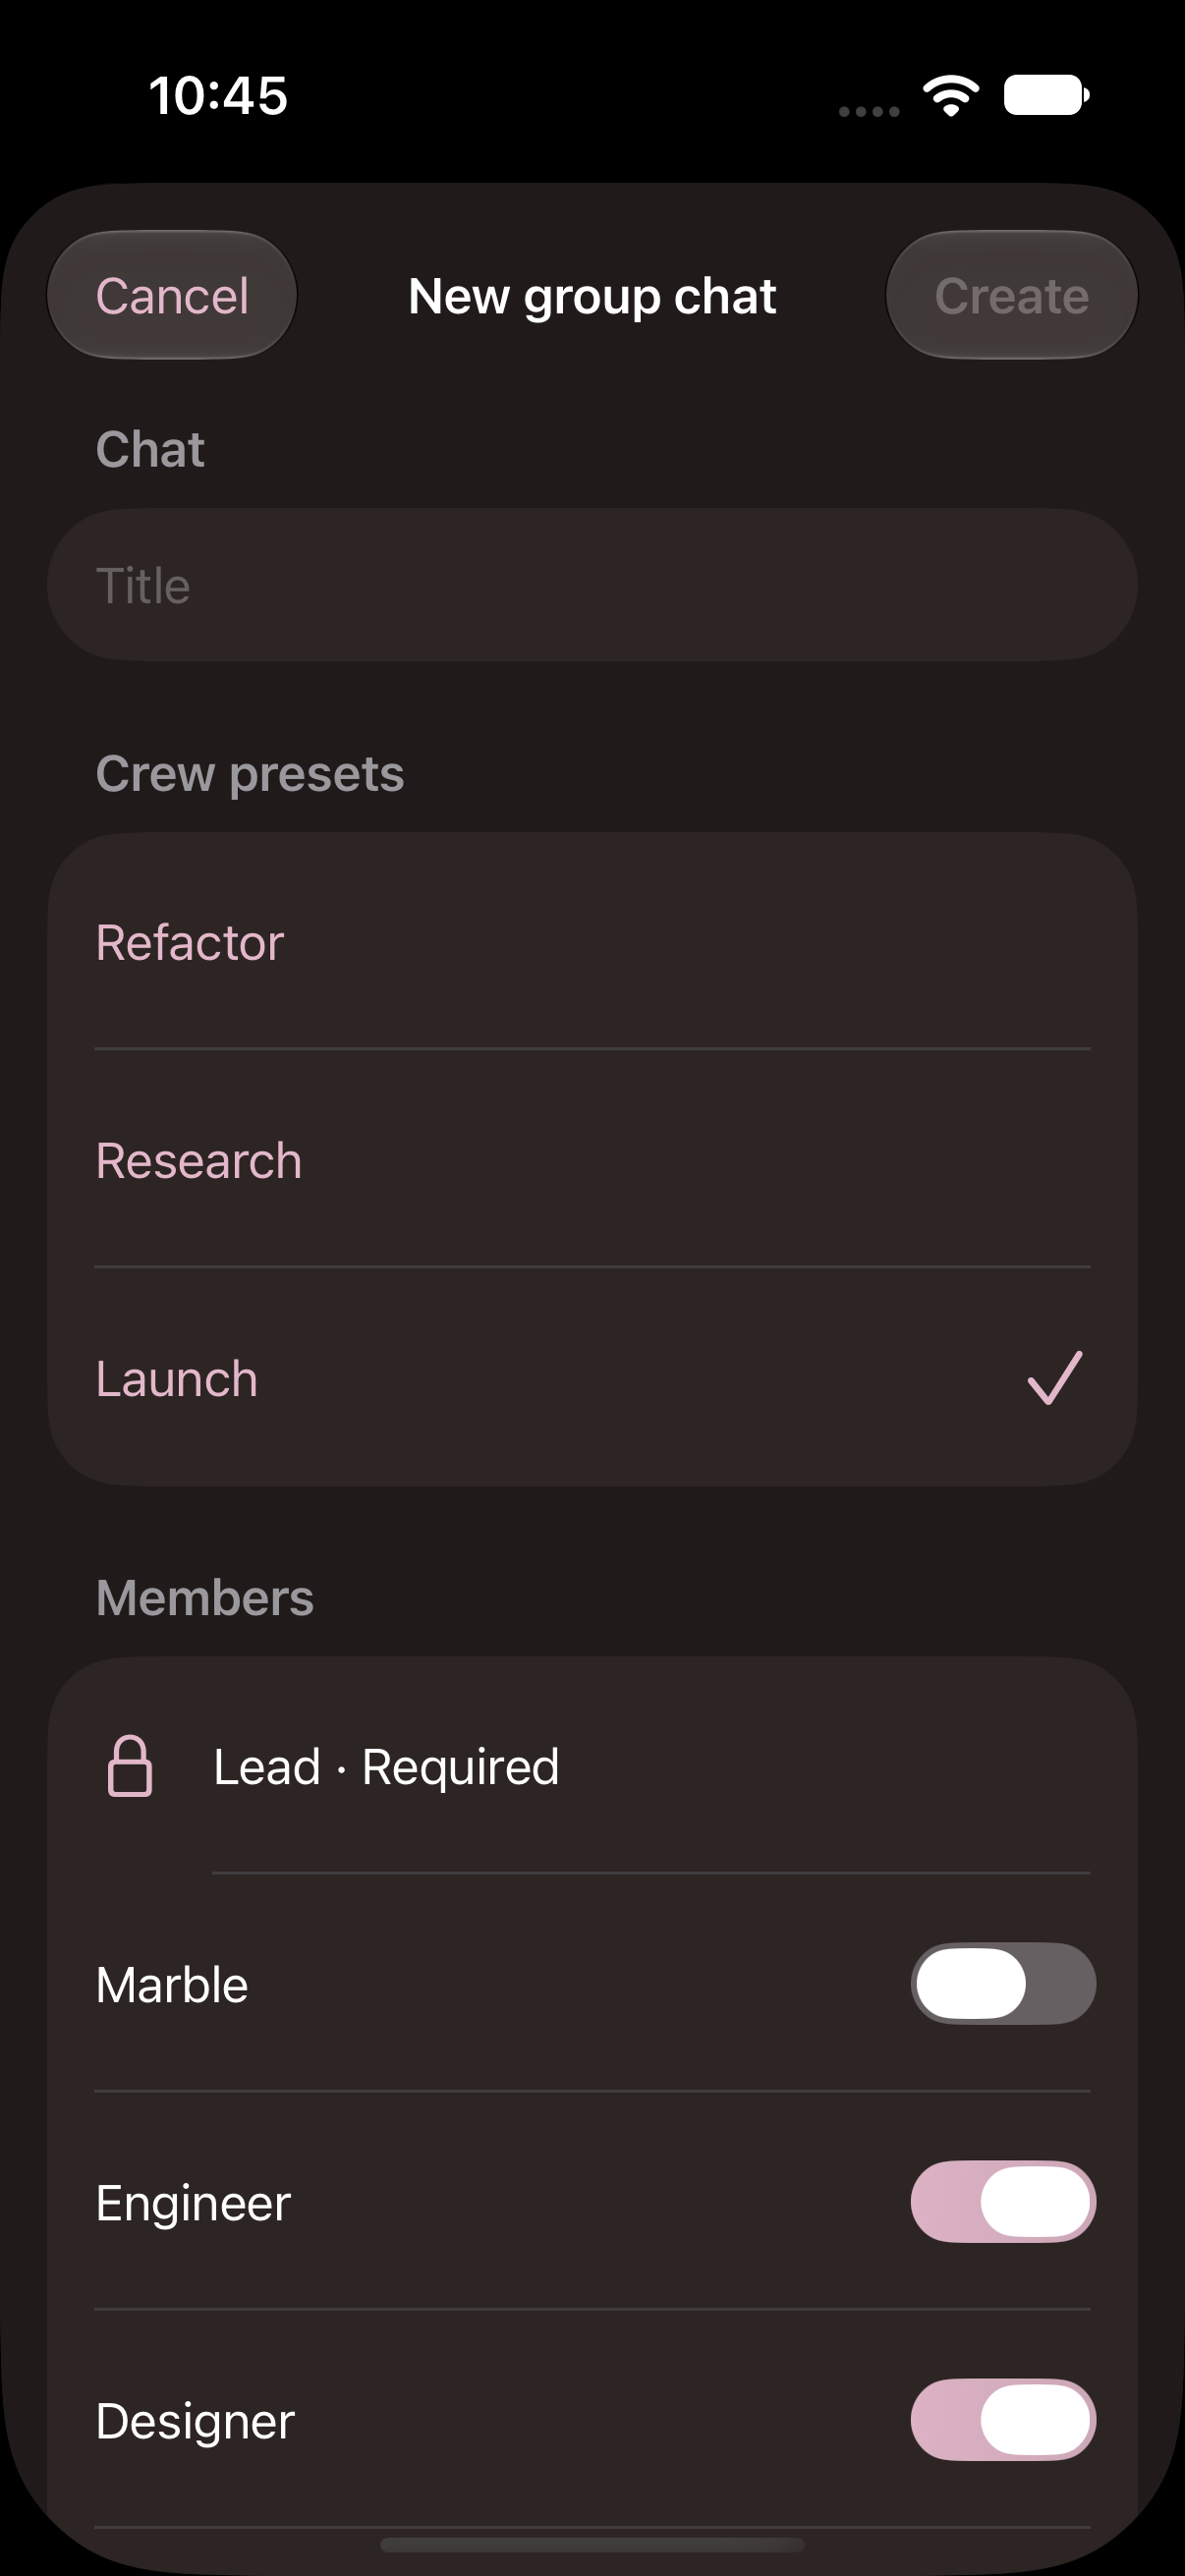 10:45
Cancel
New group chat
Create
Chat
Title
Crew presets
Refactor
Research
Launch
Members
Lead · Required
Marble
Engineer
Designer